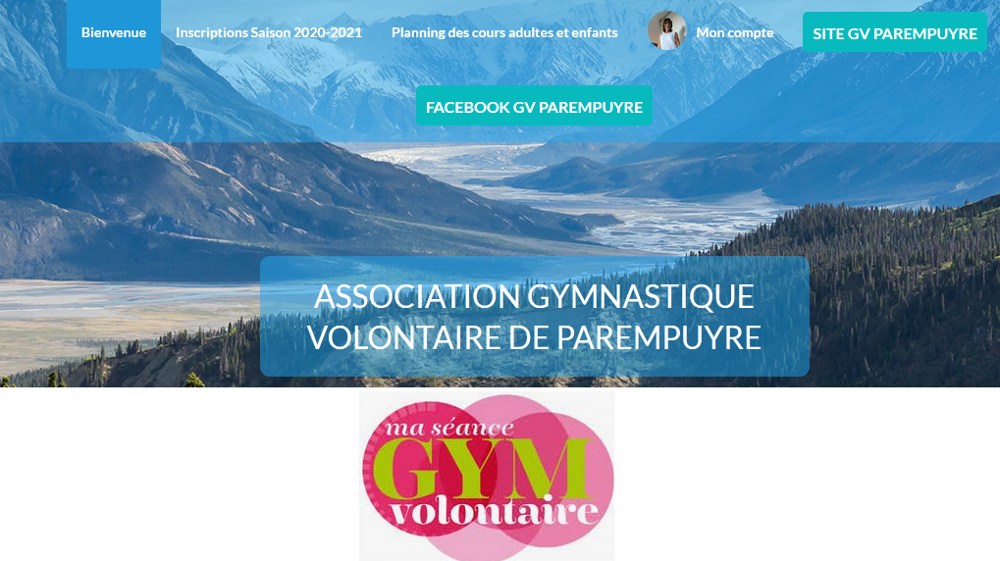 Bienvenue
Inscriptions Saison 2020-2021
Planning des cours adultes et enfants
Mon compte
SITE GV PAREMPUYRE
FACEBOOK GV PAREMPUYRE
ASSOCIATION GYMNASTIQUE
VOLONTAIRE DE PAREMPUYRE
ma séance
GYM
volontaire